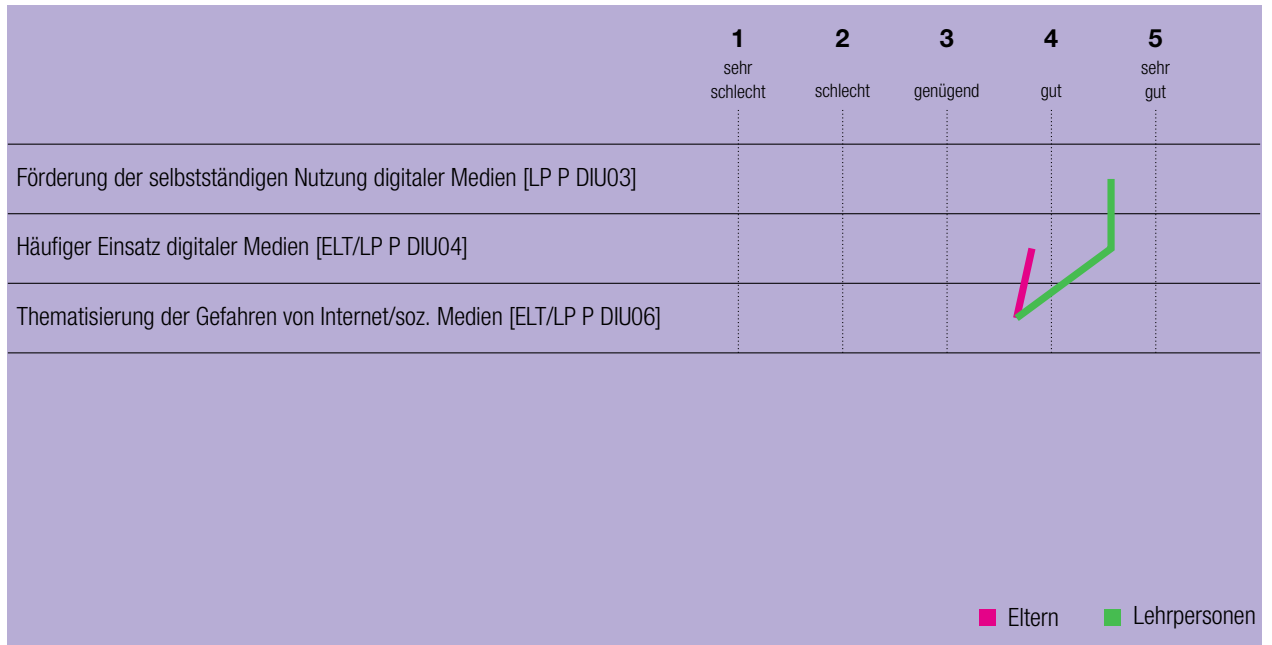 1 2 3 4 5
sehr sehr
schlecht schlecht genügend gut gut
Förderung der selbstständigen Nutzung digitaler Medien [LP P DIU03]
Häufiger Einsatz digitaler Medien [ELT/LP P DIU04]
Thematisierung der Gefahren von Internet/soz. Medien [ELT/LP P DIU06]
Eltern Lehrpersonen